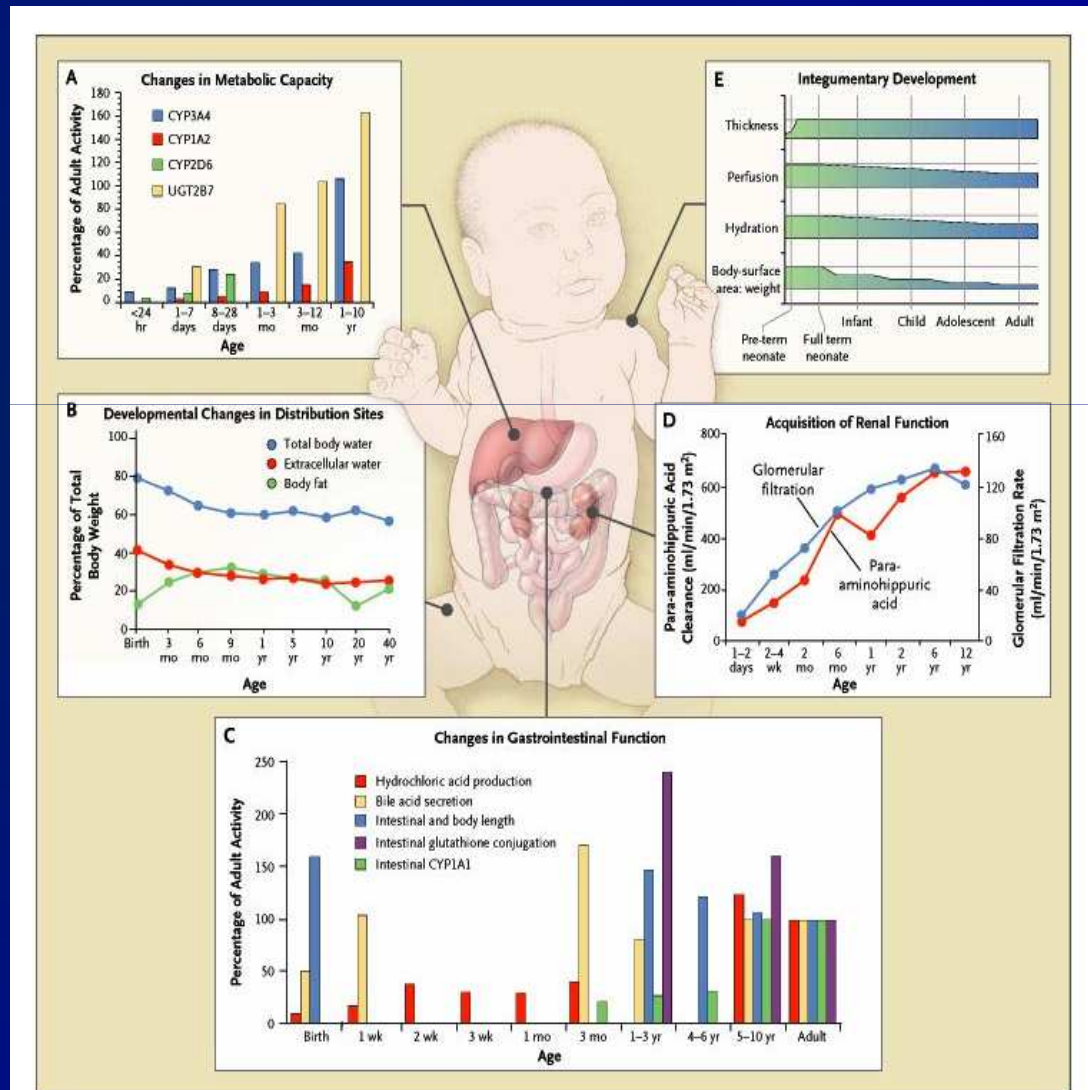 A
Changes in Metabolic Capacity
Percentage of Adult Activity
180
160
140
120
100
80
60
40
20
0
CYP3A4
CYP1A2
CYP2D6
UGT2B7
<24 1–7 8–28 1–3 3–12 1–10
hr days days mo mo yr
Age
E
Integumentary Development
Thickness
Perfusion
Hydration
Body-surface
area: weight
Infant Child Adolescent Adult
Pre-term Full term
neonate neonate
B
Developmental Changes in Distribution Sites
Percentage of Total
Body Weight
100
80
60
40
20
0
Total body water
Extracellular water
Body fat
Birth 3 6 9 1 5 10 20 40
mo mo mo yr yr yr yr yr
Age
D
Acquisition of Renal Function
Para-aminohippuric Acid
Clearance (ml/min/1.73 m²)
800
600
400
200
0
Glomerular
filtration
Para-
aminohippuric
acid
160
120
80
40
0
Glomerular Filtration Rate
(ml/min/1.73 m²)
1–2 2–4 2 6 1 2 6 12
days wk mo mo yr yr yr yr
Age
C
Changes in Gastrointestinal Function
Percentage of Adult Activity
250
200
150
100
50
0
Hydrochloric acid production
Bile acid secretion
Intestinal and body length
Intestinal glutathione conjugation
Intestinal CYP1A1
Birth 1 wk 2 wk 3 wk 1 mo 3 mo 1–3 yr 4–6 yr 5–10 yr Adult
Age